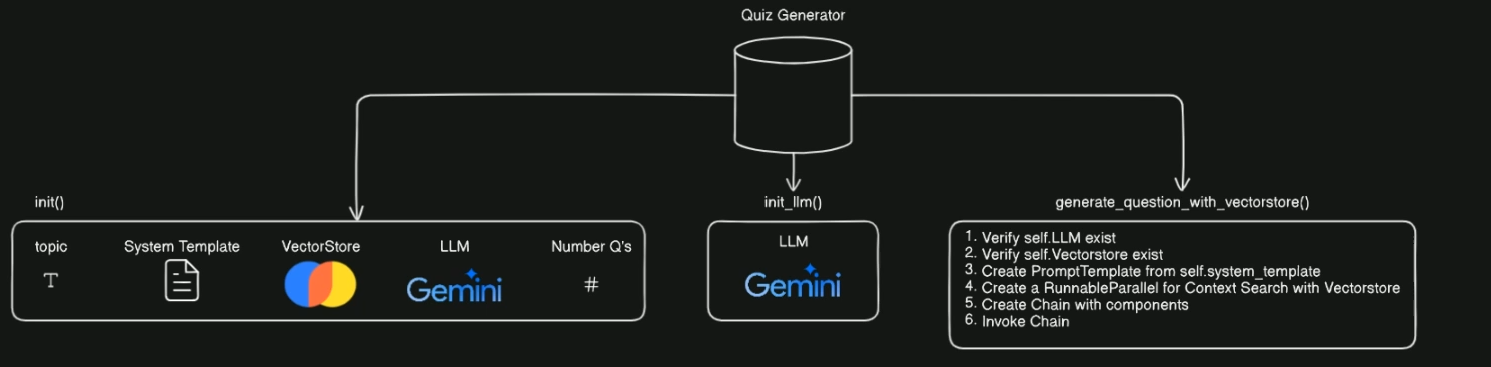 Quiz Generator
init()
topic
System Template
VectorStore
LLM
Number Q's
T
Gemini
#
init_llm()
LLM
Gemini
generate_question_with_vectorstore()
1. Verify self.LLM exist
2. Verify self.Vectorstore exist
3. Create PromptTemplate from self.system_template
4. Create a RunnableParallel for Context Search with Vectorstore
5. Create Chain with components
6. Invoke Chain